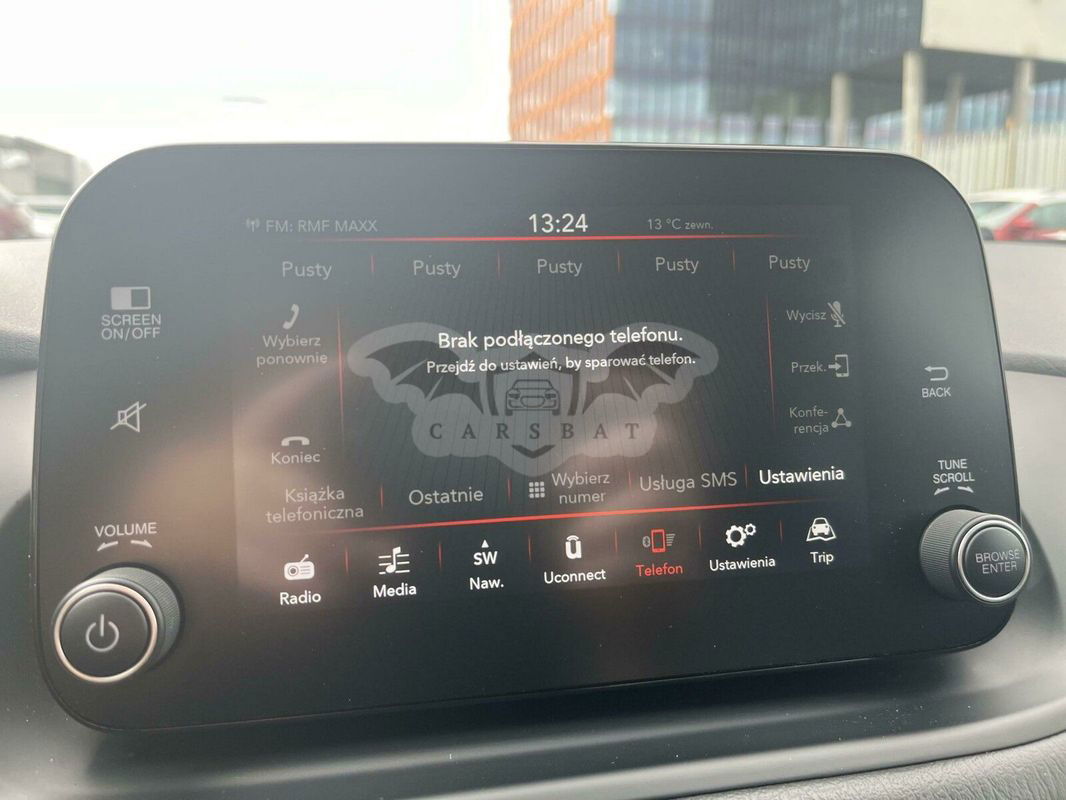 FM: RMF MAXX 13:24 13 °C zewn.
Pusty Pusty Pusty Pusty Pusty
SCREEN
ON/OFF
Wybierz
ponownie
Brak podłączonego telefonu.
Przejdź do ustawień, by sparować telefon.
Wycisz
Przek.
BACK
Konfe-
rencja
CARSBAT
Koniec
Książka
telefoniczna
Ostatnie
Wybierz
numer
Usługa SMS
Ustawienia
TUNE
SCROLL
VOLUME
Radio
Media
SW
Naw.
u
Uconnect
Telefon
Ustawienia
Trip
BROWSE
ENTER